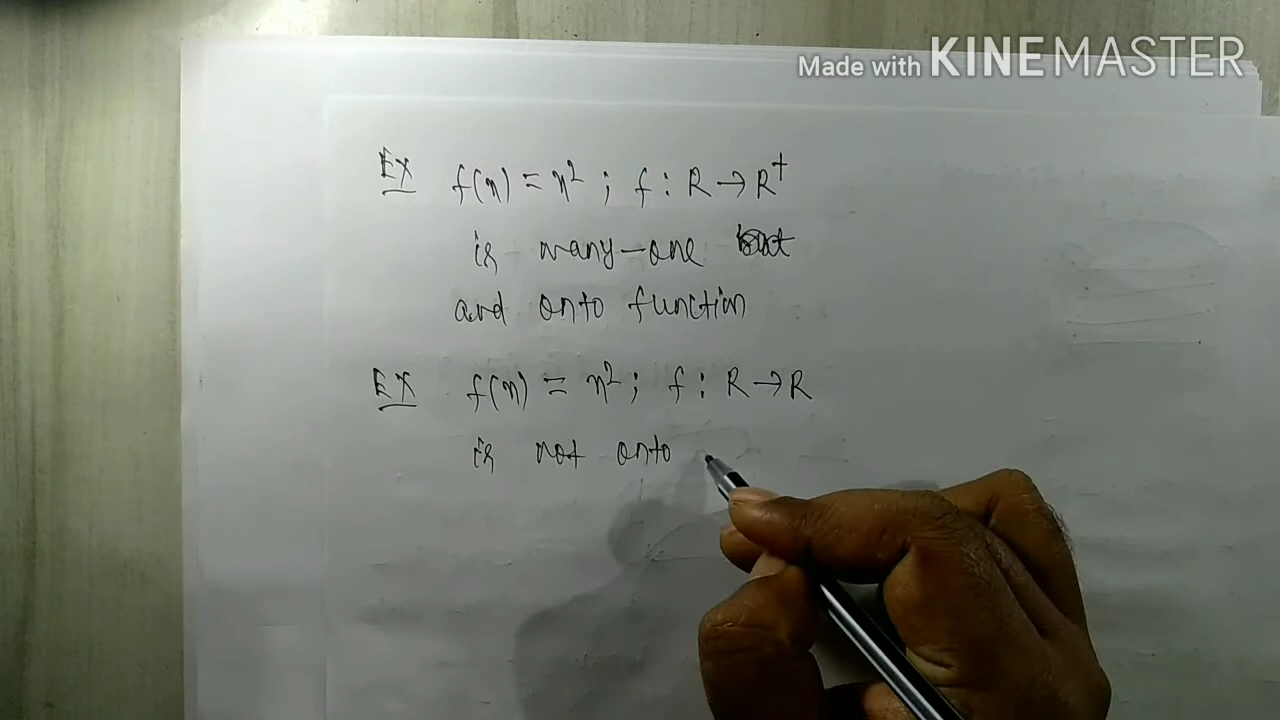 Made with KINEMASTER
Ex f(x) = x² ; f : R → R⁺
is many-one
and onto function
Ex f(x) = x² ; f : R → R
is not onto